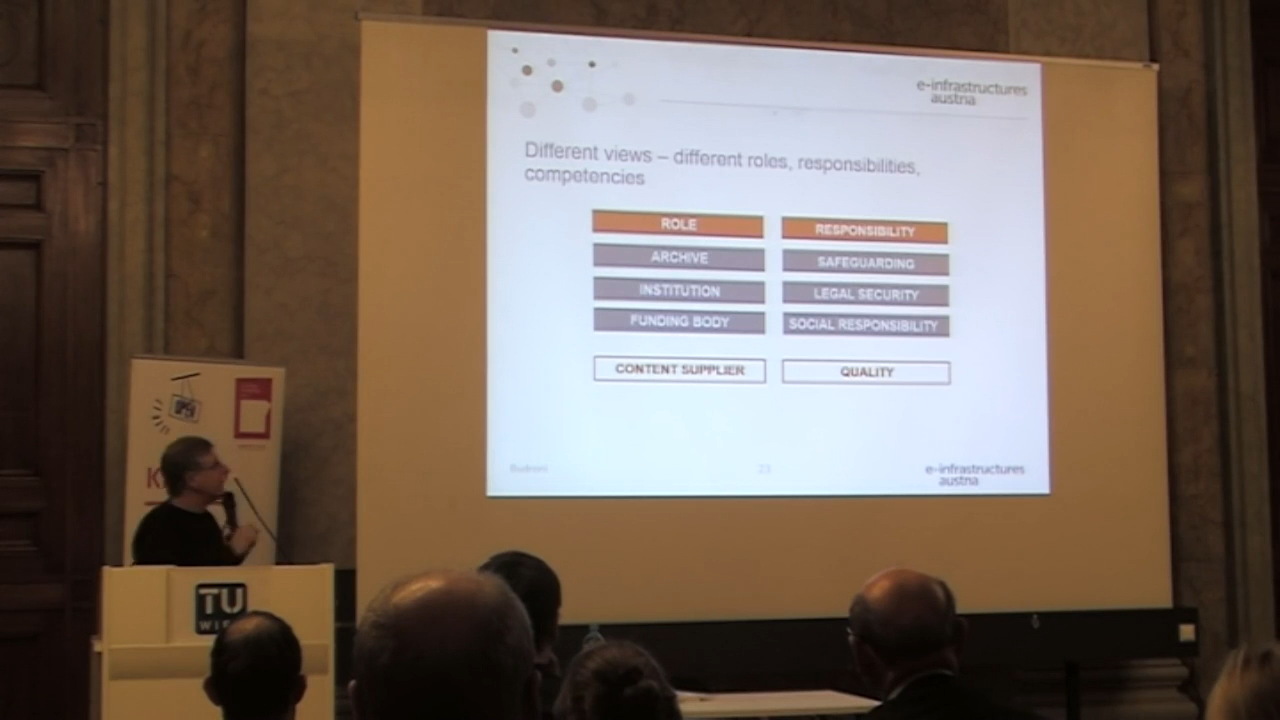 e-infrastructures
austria
Different views – different roles, responsibilities,
competencies
ROLE
RESPONSIBILITY
ARCHIVE
SAFEGUARDING
INSTITUTION
LEGAL SECURITY
FUNDING BODY
SOCIAL RESPONSIBILITY
CONTENT SUPPLIER
QUALITY
Budroni
23
e-infrastructures
austria
TU